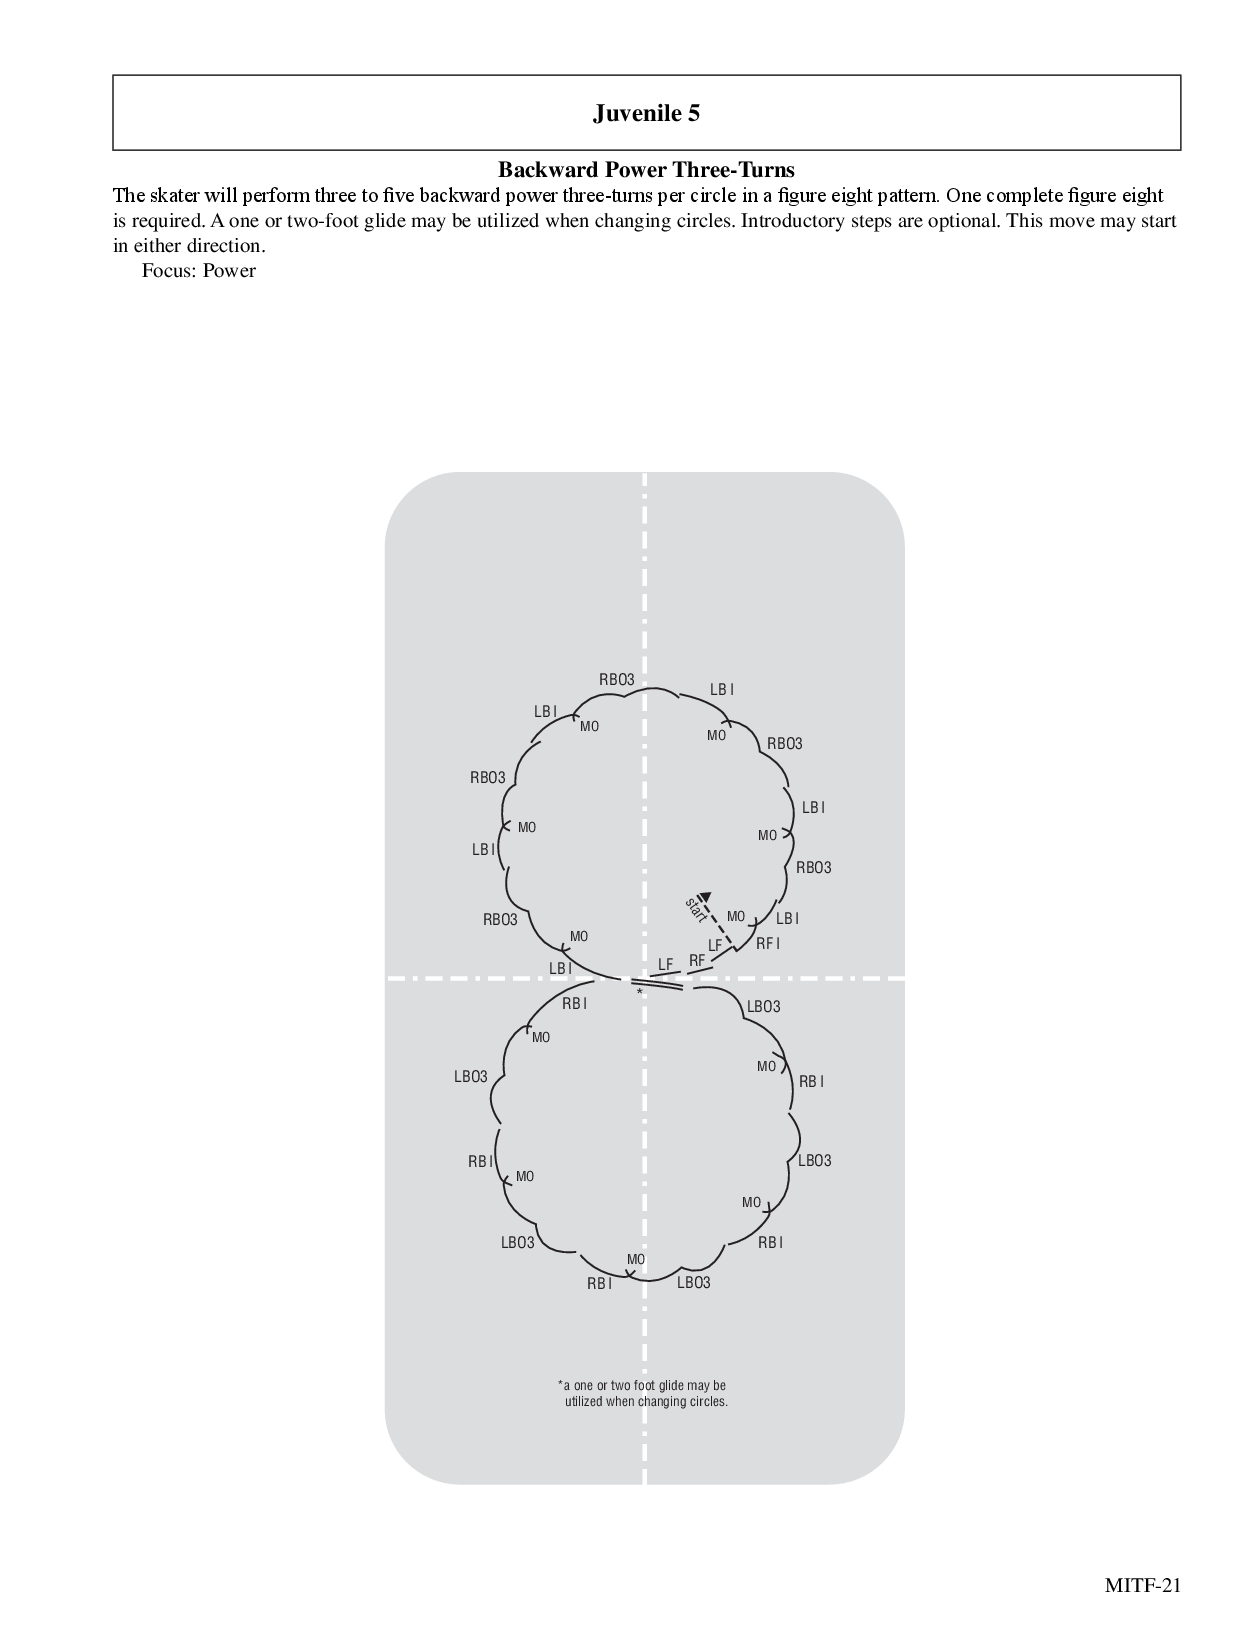 Juvenile 5
Backward Power Three-Turns
The skater will perform three to five backward power three-turns per circle in a figure eight pattern. One complete figure eight
is required. A one or two-foot glide may be utilized when changing circles. Introductory steps are optional. This move may start
in either direction.
Focus: Power
RBO3
LBI
LBI
MO
MO
RBO3
RBO3
LBI
MO
MO
LBI
RBO3
start
MO
LBI
RBO3
MO
LF
RFI
LBI
LF
RF
*
RBI
LBO3
MO
MO
LBO3
RBI
RBI
LBO3
MO
MO
LBO3
RBI
MO
RBI
LBO3
*a one or two foot glide may be
utilized when changing circles.
MITF-21